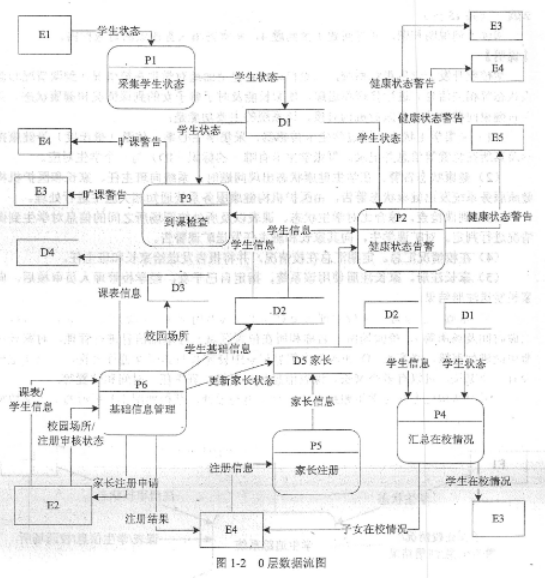 E1
学生状态
P1
采集学生状态
E3
E4
学生状态
健康状态警告
D1
健康状态警告
E5
E4
旷课警告
学生状态
学生状态
E3
旷课警告
P3
到课检查
学生信息
P2
健康状态告警
健康状态警告
学生信息
D4
课表信息
D3
校园场所
D2
D2
D1
学生基础信息
D5 家长
更新家长状态
学生信息
学生状态
课表/
学生信息
P6
基础信息管理
家长信息
校园场所/
注册审核状态
P4
汇总在校情况
P5
家长注册
注册信息
家长注册申请
学生在校情况
E2
注册结果
E4
子女在校情况
E3
图 1-2 0 层数据流图